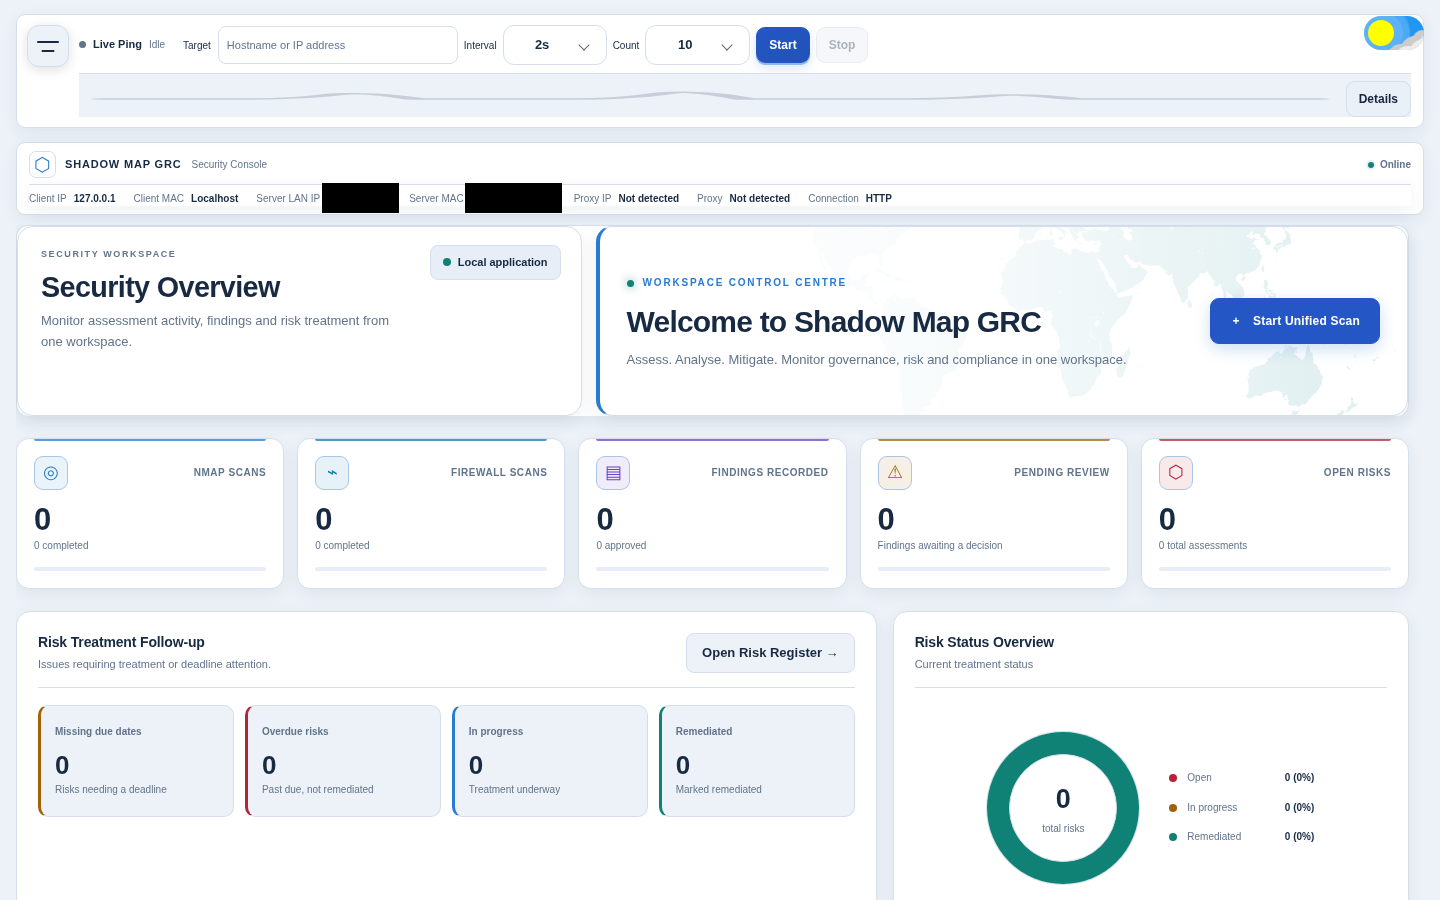 Live Ping Idle Target Hostname or IP address Interval 2s Count 10 Start Stop
Details
SHADOW MAP GRC Security Console Online
Client IP 127.0.0.1 Client MAC Localhost Server LAN IP Server MAC Proxy IP Not detected Proxy Not detected Connection HTTP
SECURITY WORKSPACE
Local application
Security Overview
Monitor assessment activity, findings and risk treatment from
one workspace.
WORKSPACE CONTROL CENTRE
Welcome to Shadow Map GRC
Assess. Analyse. Mitigate. Monitor governance, risk and compliance in one workspace.
+ Start Unified Scan
NMAP SCANS
0
0 completed
FIREWALL SCANS
0
0 completed
FINDINGS RECORDED
0
0 approved
PENDING REVIEW
0
Findings awaiting a decision
OPEN RISKS
0
0 total assessments
Risk Treatment Follow-up
Issues requiring treatment or deadline attention.
Open Risk Register →
Missing due dates
0
Risks needing a deadline
Overdue risks
0
Past due, not remediated
In progress
0
Treatment underway
Remediated
0
Marked remediated
Risk Status Overview
Current treatment status
0
total risks
Open 0 (0%)
In progress 0 (0%)
Remediated 0 (0%)